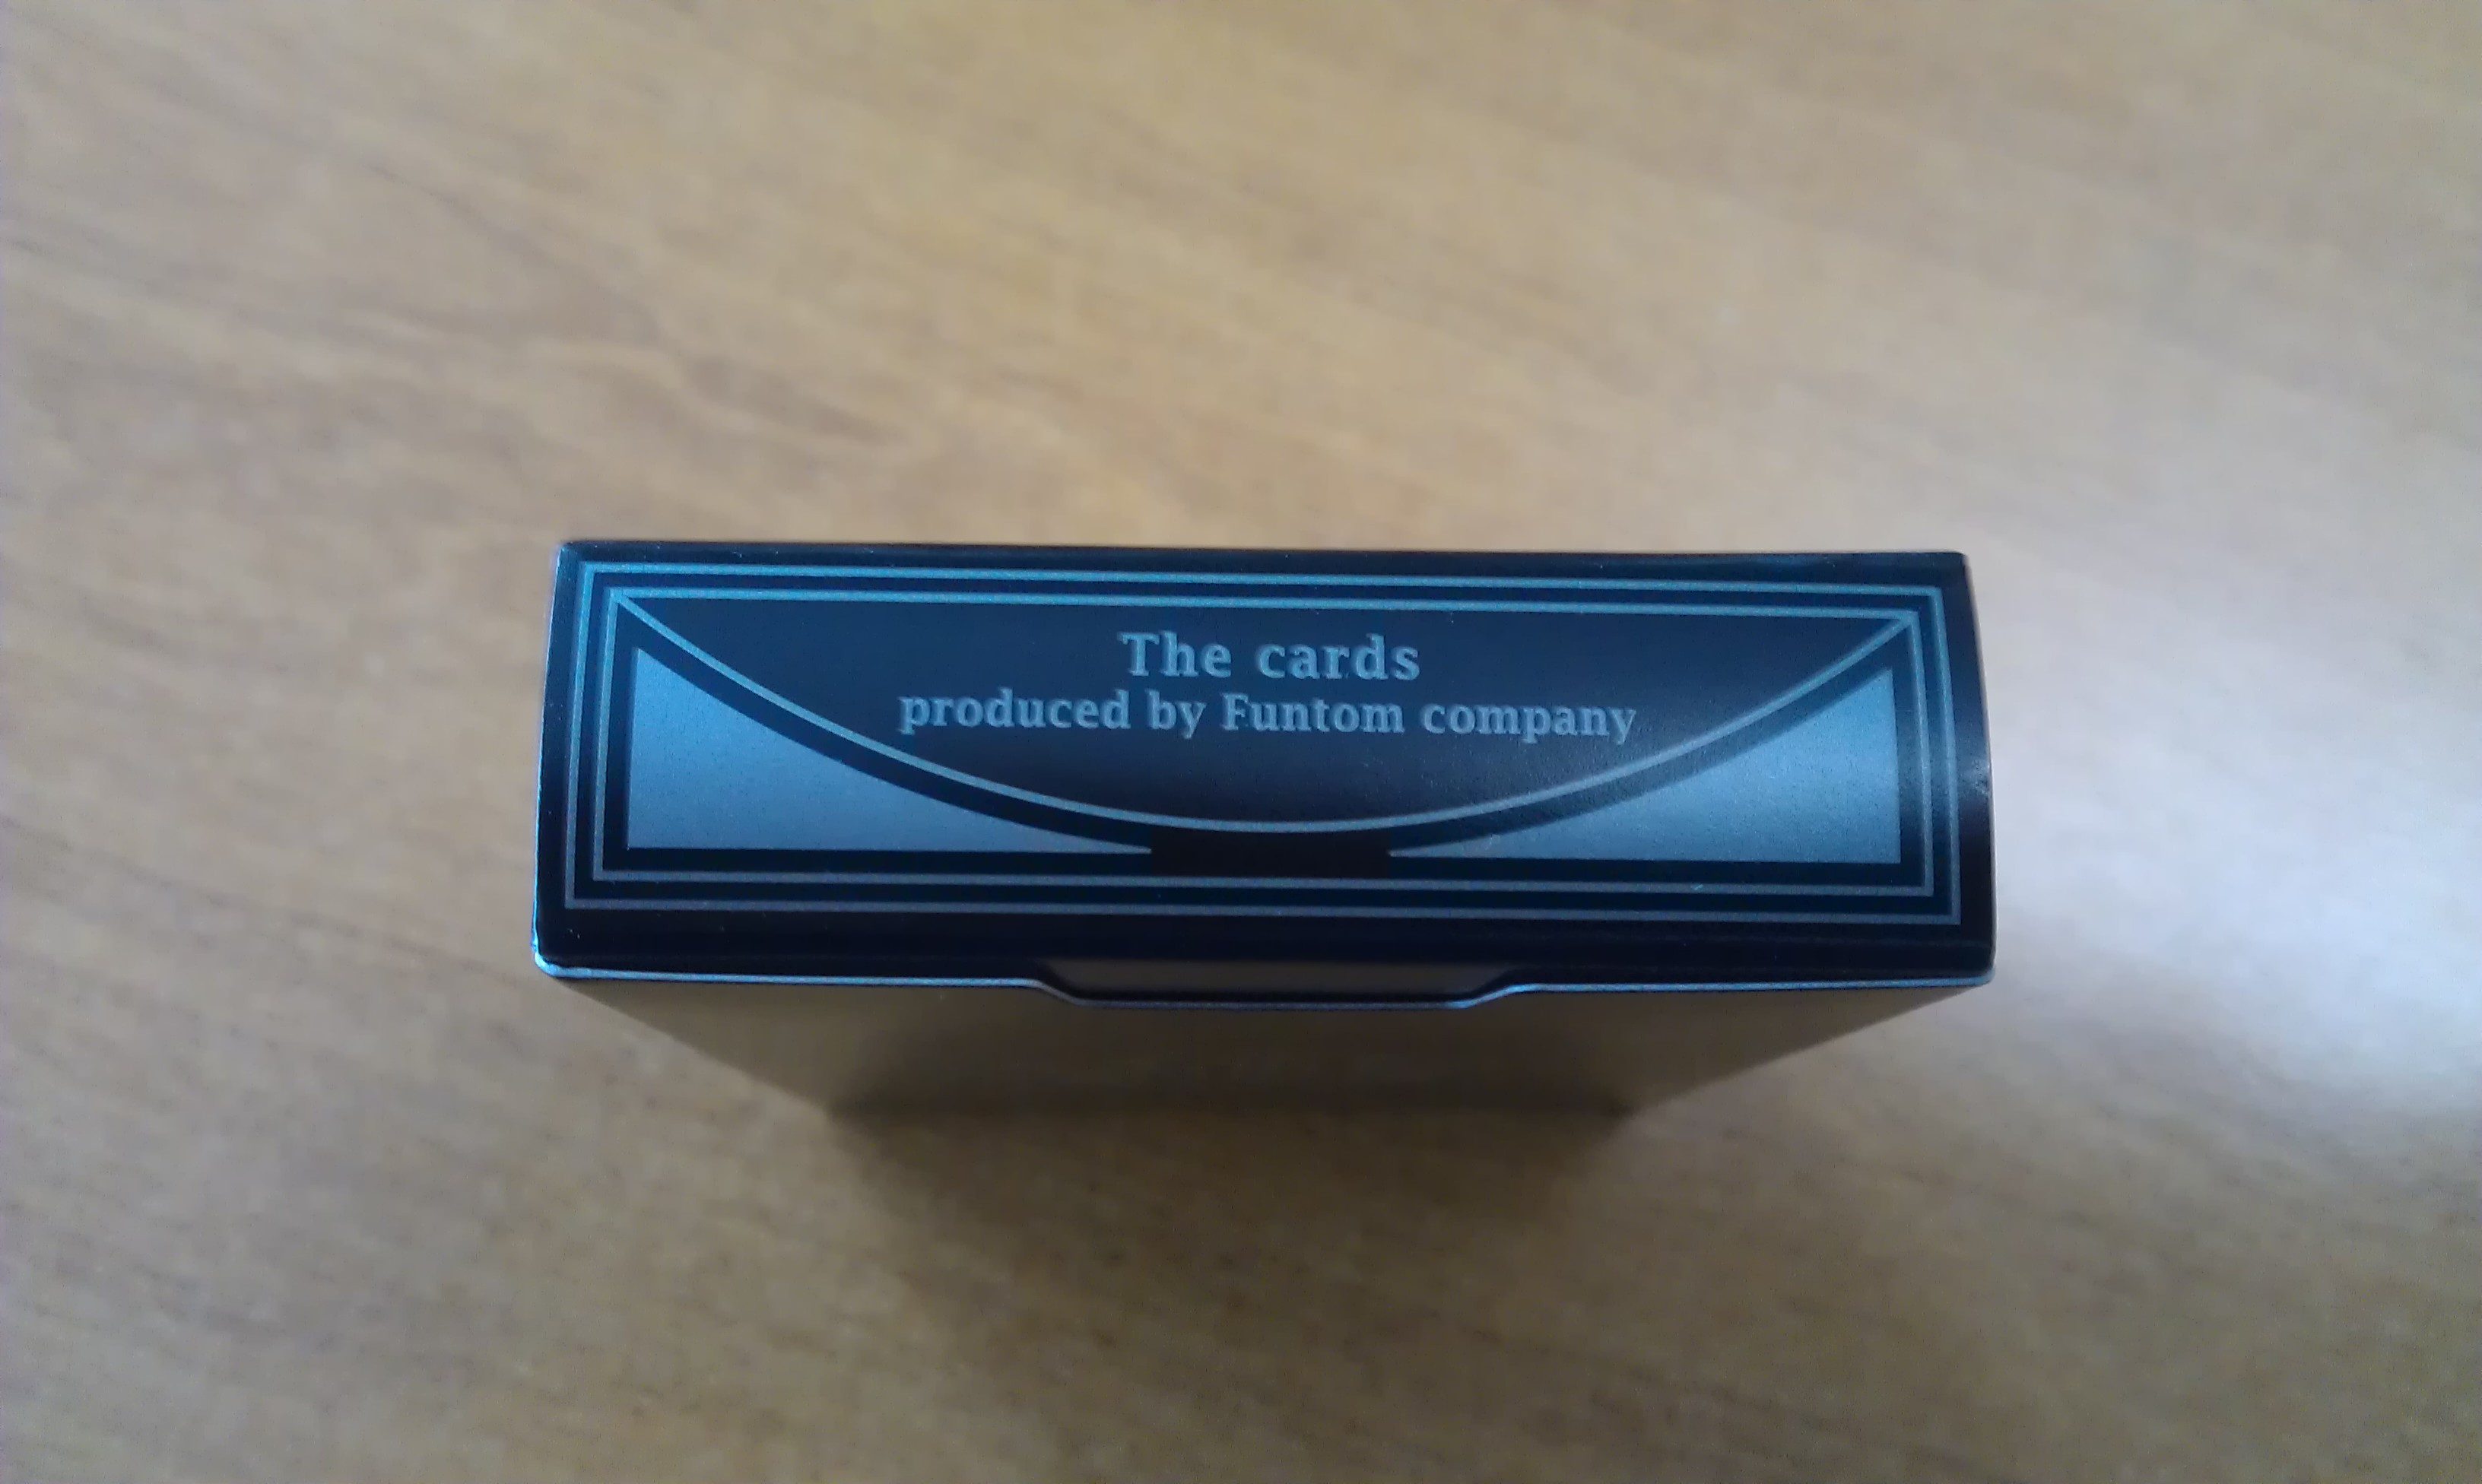 The cards
produced by Funtom company